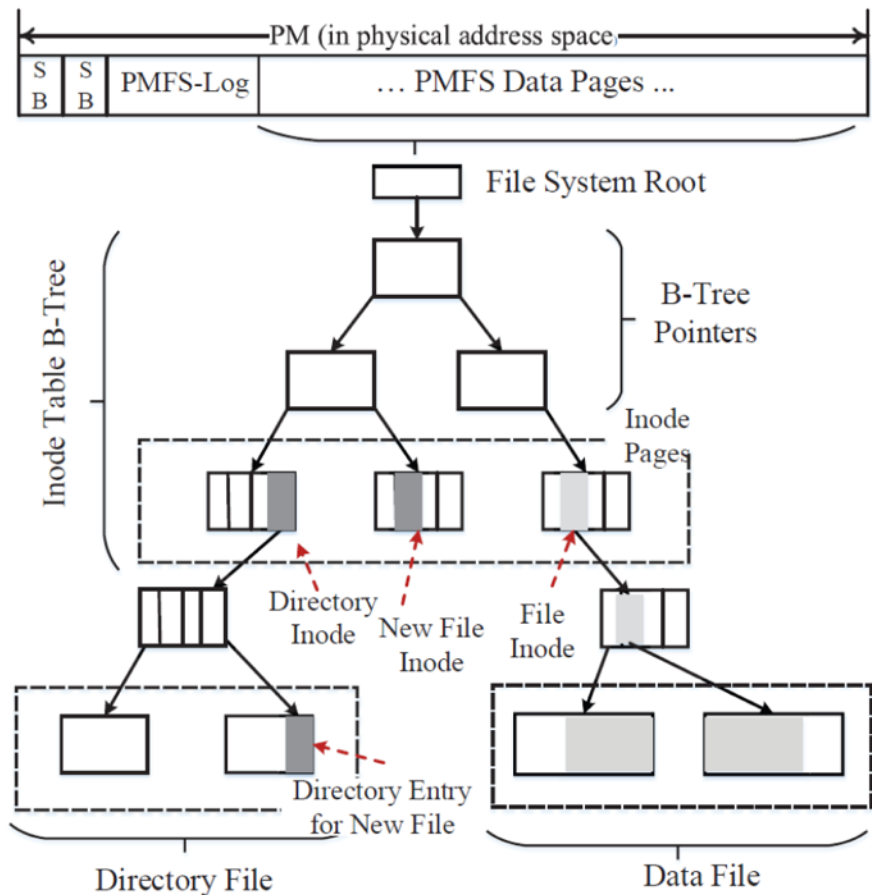 PM (in physical address space)
S
B
S
B
PMFS-Log
... PMFS Data Pages ...
File System Root
Inode Table B-Tree
B-Tree
Pointers
Inode
Pages
Directory
Inode
New File
Inode
File
Inode
Directory Entry
for New File
Directory File
Data File